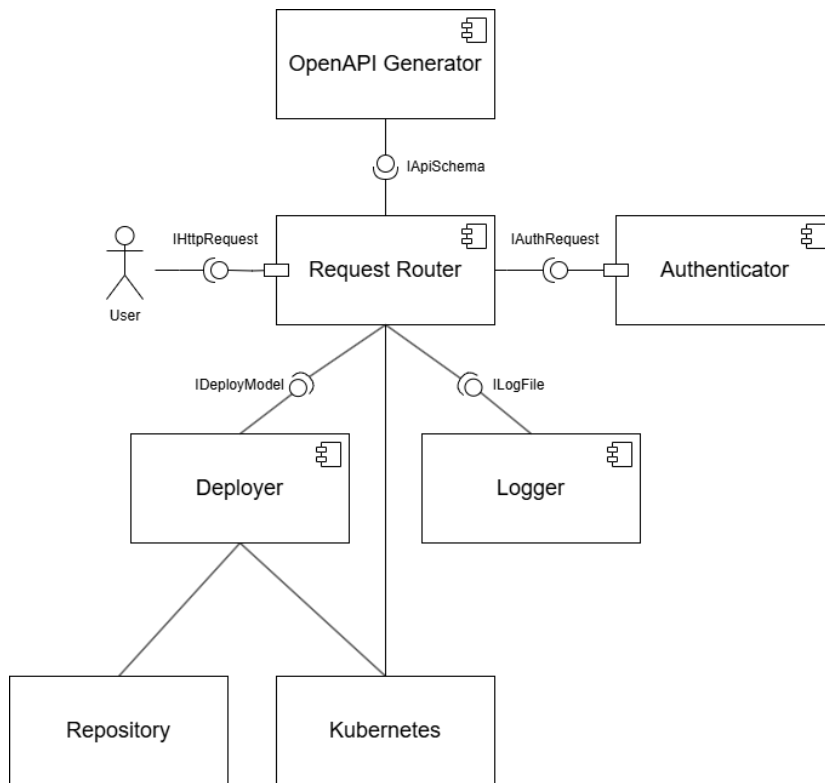 OpenAPI Generator
IApiSchema
IHttpRequest
IAuthRequest
Request Router
Authenticator
User
IDeployModel
ILogFile
Deployer
Logger
Repository
Kubernetes